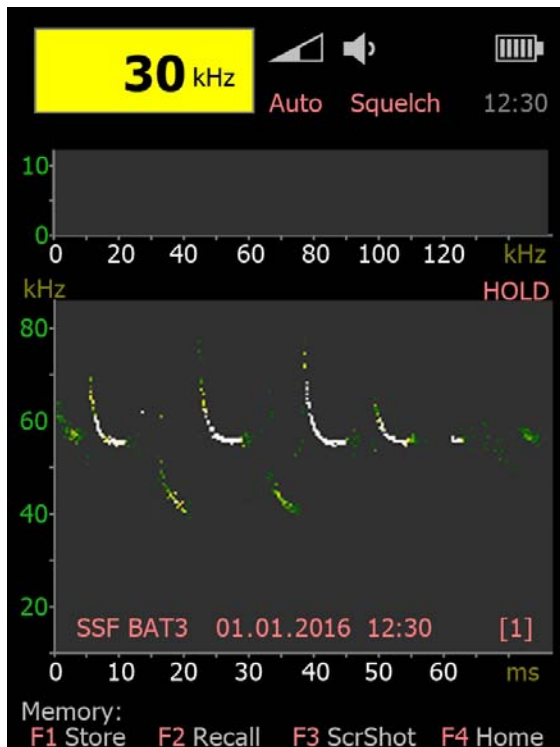 30 kHz
Auto Squelch 12:30
10
0
0 20 40 60 80 100 120 kHz
kHz HOLD
80
60
40
20
SSF BAT3 01.01.2016 12:30 [1]
0 10 20 30 40 50 60 ms
Memory:
F1 Store F2 Recall F3 ScrShot F4 Home